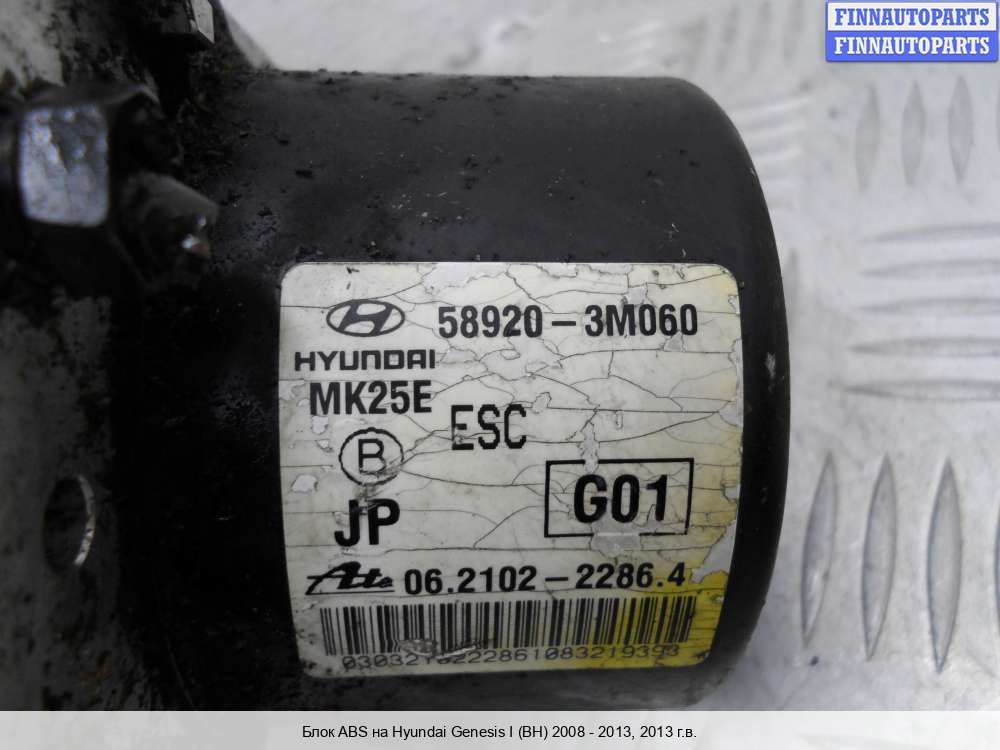 FINNAUTOPARTS
FINNAUTOPARTS
58920-3M060
HYUNDAI
MK25E
ESC
B
JP
G01
Ate 06.2102-2286.4
Блок ABS на Hyundai Genesis I (BH) 2008 - 2013, 2013 г.в.